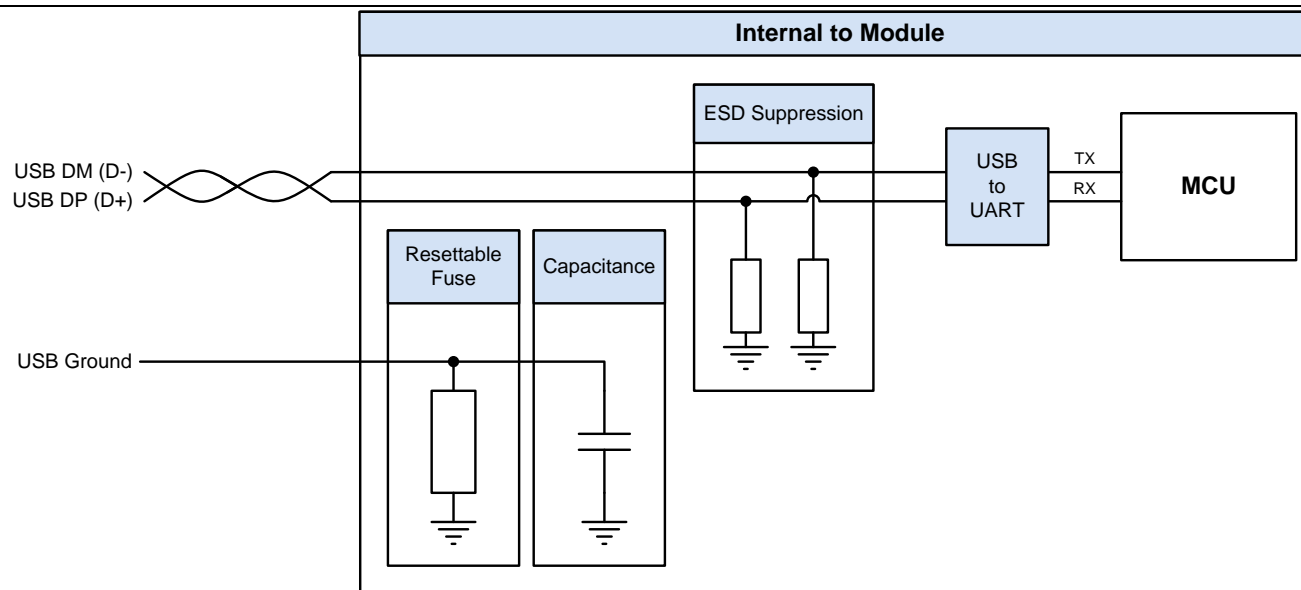 Internal to Module
ESD Suppression
USB DM (D-)
USB DP (D+)
USB
to
UART
TX
RX
MCU
Resettable
Fuse
Capacitance
USB Ground